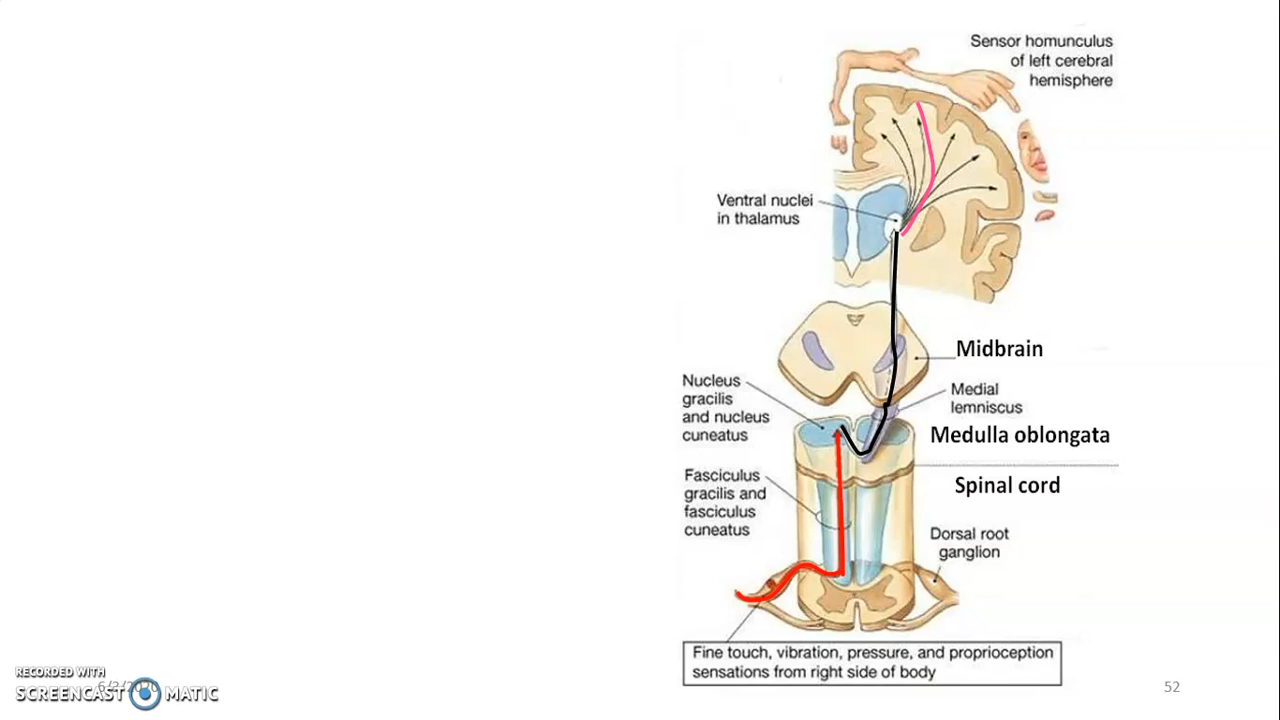 Sensor homunculus
of left cerebral
hemisphere
Ventral nuclei
in thalamus
Midbrain
Nucleus
gracilis
and nucleus
cuneatus
Medial
lemniscus
Medulla oblongata
Fasciculus
gracilis and
fasciculus
cuneatus
Spinal cord
Dorsal root
ganglion
Fine touch, vibration, pressure, and proprioception
sensations from right side of body
RECORDED WITH
SCREENCAST MATIC
52